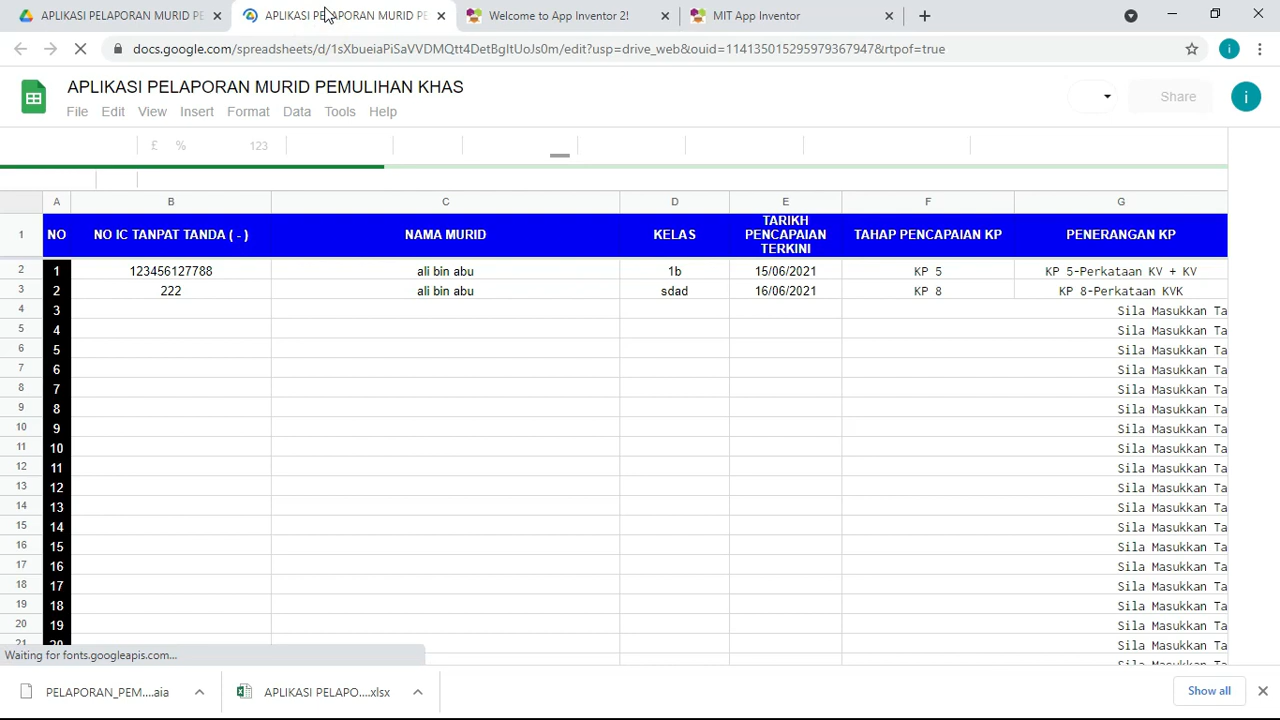 APLIKASI PELAPORAN MURID PE
APLIKASI PELAPORAN MURID PE
Welcome to App Inventor 2!
MIT App Inventor
docs.google.com/spreadsheets/d/1sXbueiaPiSaVVDMQtt4DetBgItUoJs0m/edit?usp=drive_web&ouid=114135015295979367947&rtpof=true
i
APLIKASI PELAPORAN MURID PEMULIHAN KHAS
File Edit View Insert Format Data Tools Help
Share
i
£ % 123
A B C D E F G
1 NO NO IC TANPAT TANDA ( - ) NAMA MURID KELAS TARIKH PENCAPAIAN TERKINI TAHAP PENCAPAIAN KP PENERANGAN KP
2 1 123456127788 ali bin abu 1b 15/06/2021 KP 5 KP 5-Perkataan KV + KV
3 2 222 ali bin abu sdad 16/06/2021 KP 8 KP 8-Perkataan KVK
4 3 Sila Masukkan Ta
5 4 Sila Masukkan Ta
6 5 Sila Masukkan Ta
7 6 Sila Masukkan Ta
8 7 Sila Masukkan Ta
9 8 Sila Masukkan Ta
10 9 Sila Masukkan Ta
11 10 Sila Masukkan Ta
12 11 Sila Masukkan Ta
13 12 Sila Masukkan Ta
14 13 Sila Masukkan Ta
15 14 Sila Masukkan Ta
16 15 Sila Masukkan Ta
17 16 Sila Masukkan Ta
18 17 Sila Masukkan Ta
19 18 Sila Masukkan Ta
20 19 Sila Masukkan Ta
21 20 Sila Masukkan Ta
Waiting for fonts.googleapis.com...
PELAPORAN_PEM....aia
APLIKASI PELAPO....xlsx
Show all